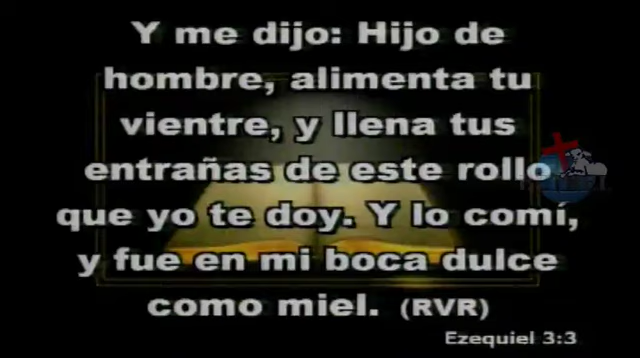 Y me dijo: Hijo de
hombre, alimenta tu
vientre, y llena tus
entrañas de este rollo
que yo te doy. Y lo comí,
y fue en mi boca dulce
como miel. (RVR)
Ezequiel 3:3